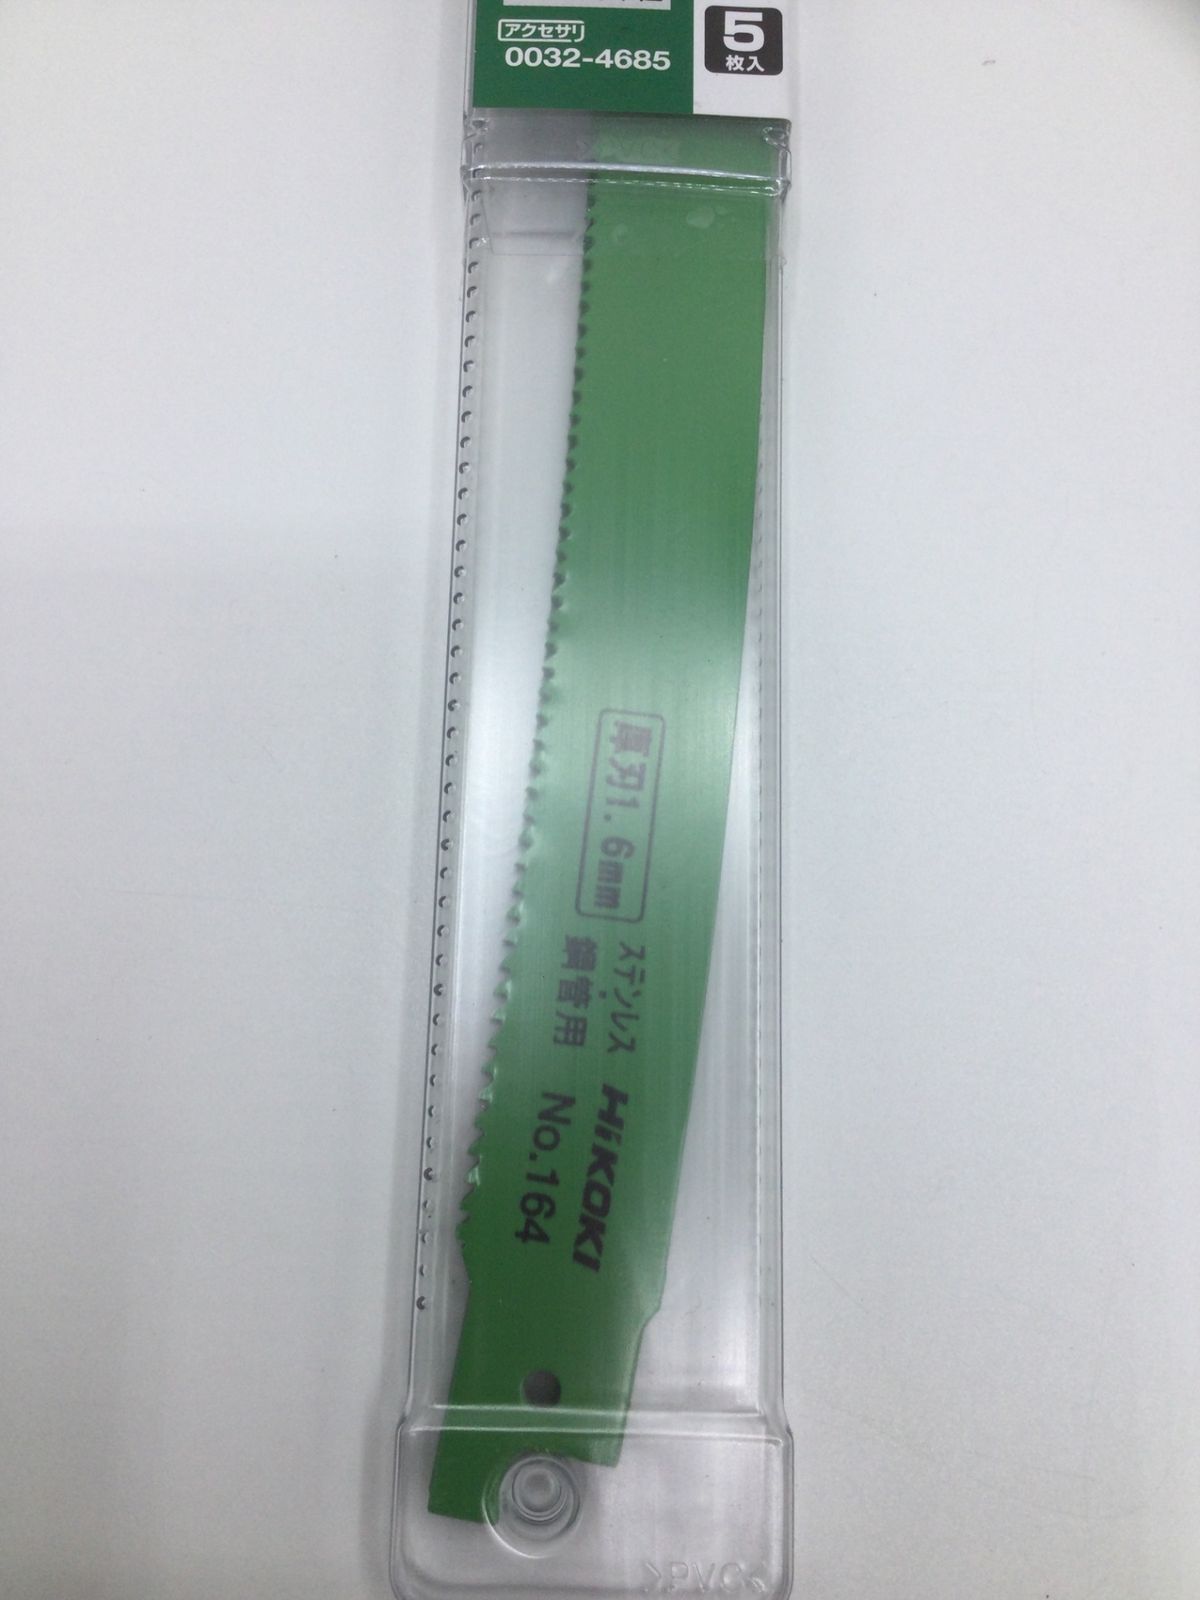 アクセサリ
0032-4685
5
枚入
厚刃1.6mm
ステンレス HiKOKI
鋼管用 No.164
>PVC<